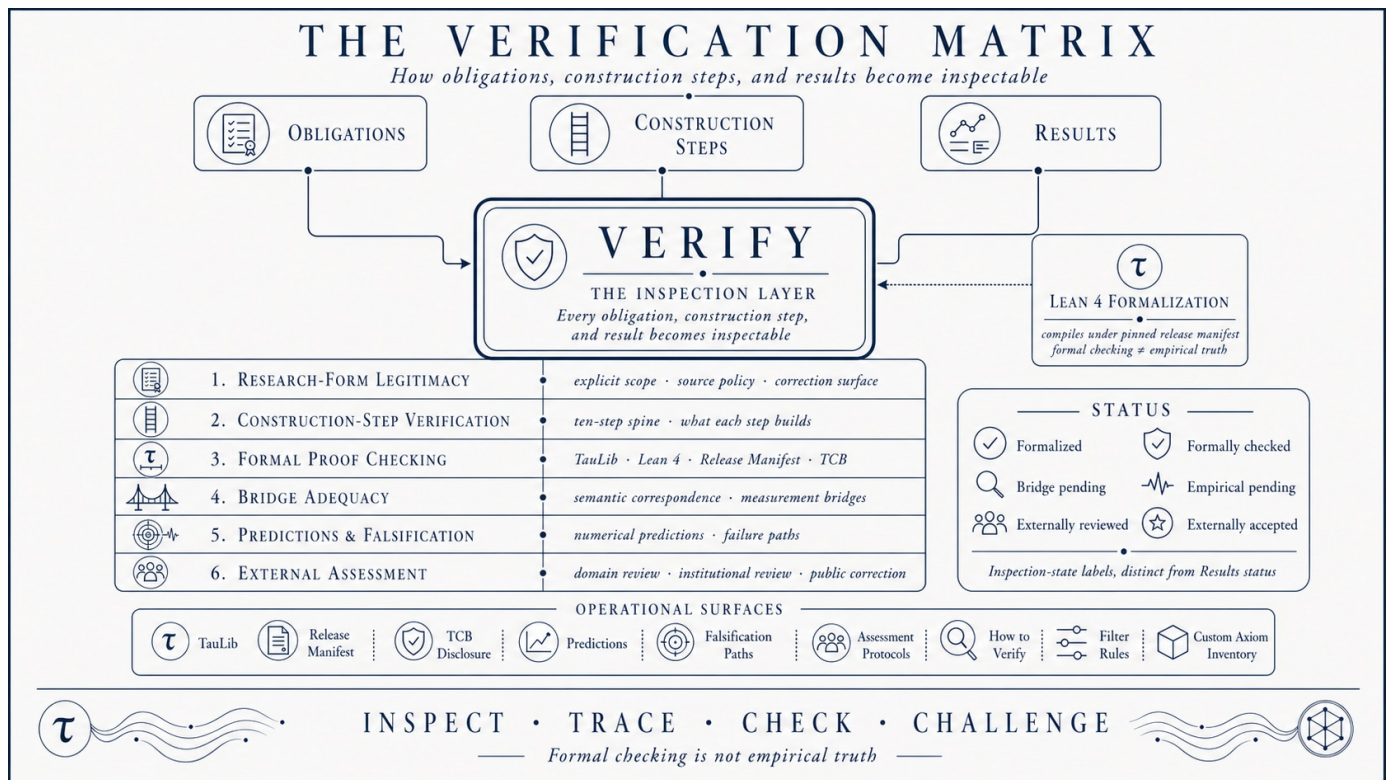 THE VERIFICATION MATRIX
How obligations, construction steps, and results become inspectable
OBLIGATIONS
CONSTRUCTION
STEPS
RESULTS
VERIFY
THE INSPECTION LAYER
Every obligation, construction step,
and result becomes inspectable
τ
LEAN 4 FORMALIZATION
compiles under pinned release manifest
formal checking ≠ empirical truth
1. RESEARCH-FORM LEGITIMACY
explicit scope · source policy · correction surface
2. CONSTRUCTION-STEP VERIFICATION
ten-step spine · what each step builds
τ
3. FORMAL PROOF CHECKING
TauLib · Lean 4 · Release Manifest · TCB
4. BRIDGE ADEQUACY
semantic correspondence · measurement bridges
5. PREDICTIONS & FALSIFICATION
numerical predictions · failure paths
6. EXTERNAL ASSESSMENT
domain review · institutional review · public correction
STATUS
Formalized
Formally checked
Bridge pending
Empirical pending
Externally reviewed
Externally accepted
Inspection-state labels, distinct from Results status
OPERATIONAL SURFACES
τ
TauLib
Release
Manifest
TCB
Disclosure
Predictions
Falsification
Paths
Assessment
Protocols
How to
Verify
Filter
Rules
Custom Axiom
Inventory
τ
INSPECT · TRACE · CHECK · CHALLENGE
Formal checking is not empirical truth